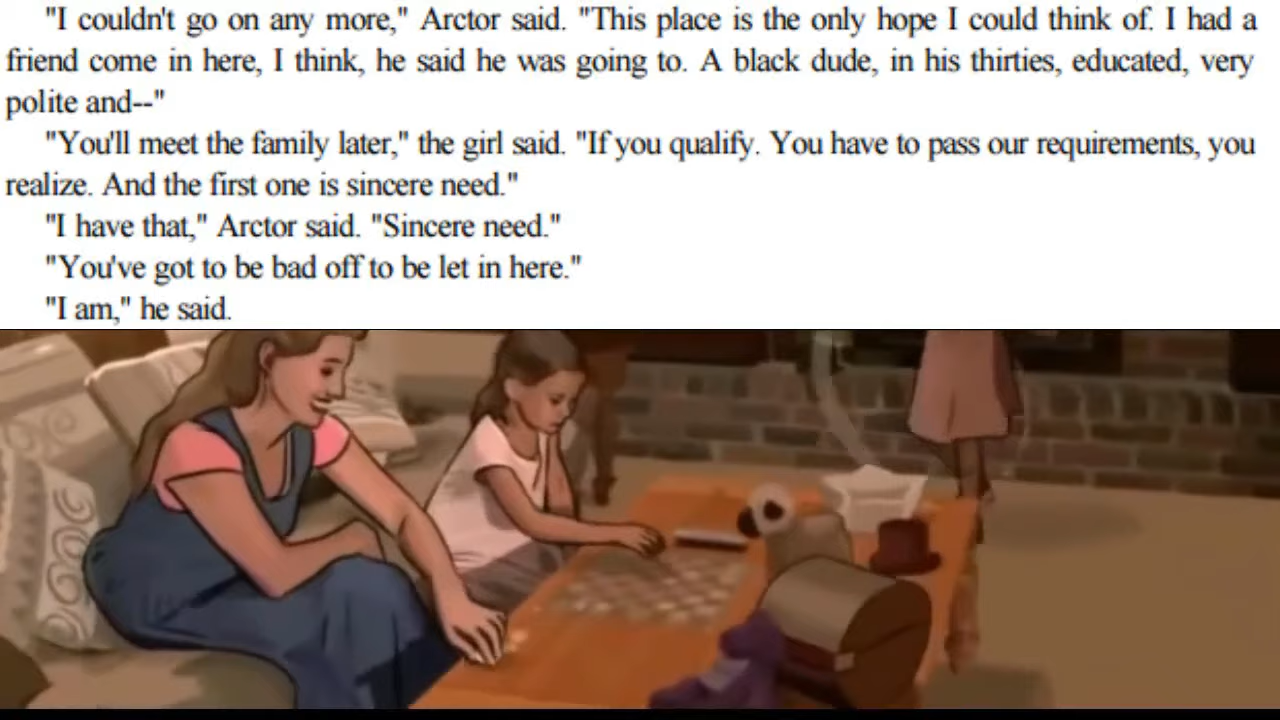 "I couldn't go on any more," Arctor said. "This place is the only hope I could think of. I had a
friend come in here, I think, he said he was going to. A black dude, in his thirties, educated, very
polite and--"
"You'll meet the family later," the girl said. "If you qualify. You have to pass our requirements, you
realize. And the first one is sincere need."
"I have that," Arctor said. "Sincere need."
"You've got to be bad off to be let in here."
"I am," he said.